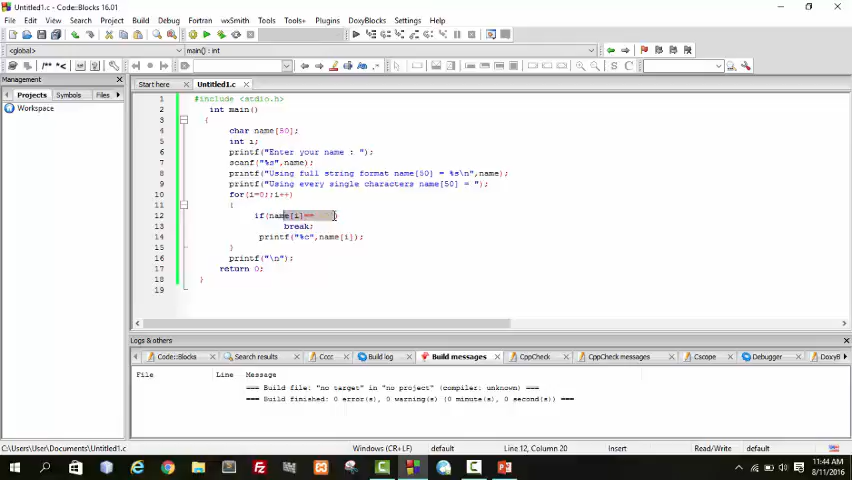 Untitled1.c - Code::Blocks 16.01
File Edit View Search Project Build Debug Fortran wxSmith Tools Tools+ Plugins DoxyBlocks Settings Help
<global> main() : int
/** *<
S C
Management
Start here Untitled1.c
Projects Symbols Files
Workspace
1 #include <stdio.h>
2 int main()
3 {
4 char name[50];
5 int i;
6 printf("Enter your name : ");
7 scanf("%s",name);
8 printf("Using full string format name[50] = %s\n",name);
9 printf("Using every single characters name[50] = ");
10 for(i=0;;i++)
11 {
12 if(name[i]== )
13 break;
14 printf("%c",name[i]);
15 }
16 printf("\n");
17 return 0;
18 }
19
Logs & others
Code::Blocks Search results Cccc Build log Build messages CppCheck CppCheck messages Cscope Debugger DoxyB
File Line Message
=== Build file: "no target" in "no project" (compiler: unknown) ===
=== Build finished: 0 error(s), 0 warning(s) (0 minute(s), 0 second(s)) ===
C:\Users\User\Documents\Untitled1.c Windows (CR+LF) default Line 12, Column 20 Insert Read/Write default
11:44 AM
8/11/2016